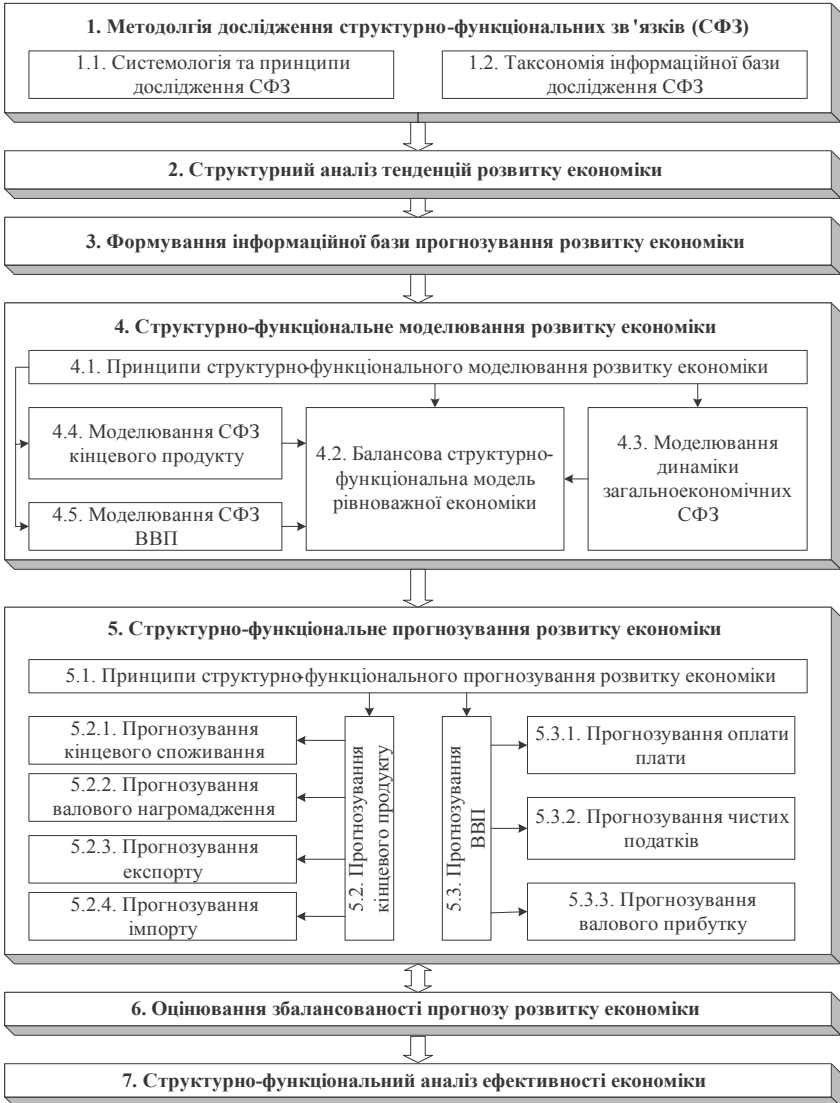 1. Методолгія дослідження структурно-функціональних зв'язків (СФЗ)
1.1. Системологія та принципи
дослідження СФЗ
1.2. Таксономія інформаційної бази
дослідження СФЗ
2. Структурний аналіз тенденцій розвитку економіки
3. Формування інформаційної бази прогнозування розвитку економіки
4. Структурно-функціональне моделювання розвитку економіки
4.1. Принципи структурно-функціонального моделювання розвитку економіки
4.4. Моделювання СФЗ
кінцевого продукту
4.5. Моделювання СФЗ
ВВП
4.2. Балансова структурно-
функціональна модель
рівноважної економіки
4.3. Моделювання
динаміки
загальноекономічних
СФЗ
5. Структурно-функціональне прогнозування розвитку економіки
5.1. Принципи структурно-функціонального прогнозування розвитку економіки
5.2.1. Прогнозування
кінцевого споживання
5.2.2. Прогнозування
валового нагромадження
5.2.3. Прогнозування
експорту
5.2.4. Прогнозування
імпорту
5.2. Прогнозування
кінцевого продукту
5.3. Прогнозування
ВВП
5.3.1. Прогнозування оплати
плати
5.3.2. Прогнозування чистих
податків
5.3.3. Прогнозування
валового прибутку
6. Оцінювання збалансованості прогнозу розвитку економіки
7. Структурно-функціональний аналіз ефективності економіки